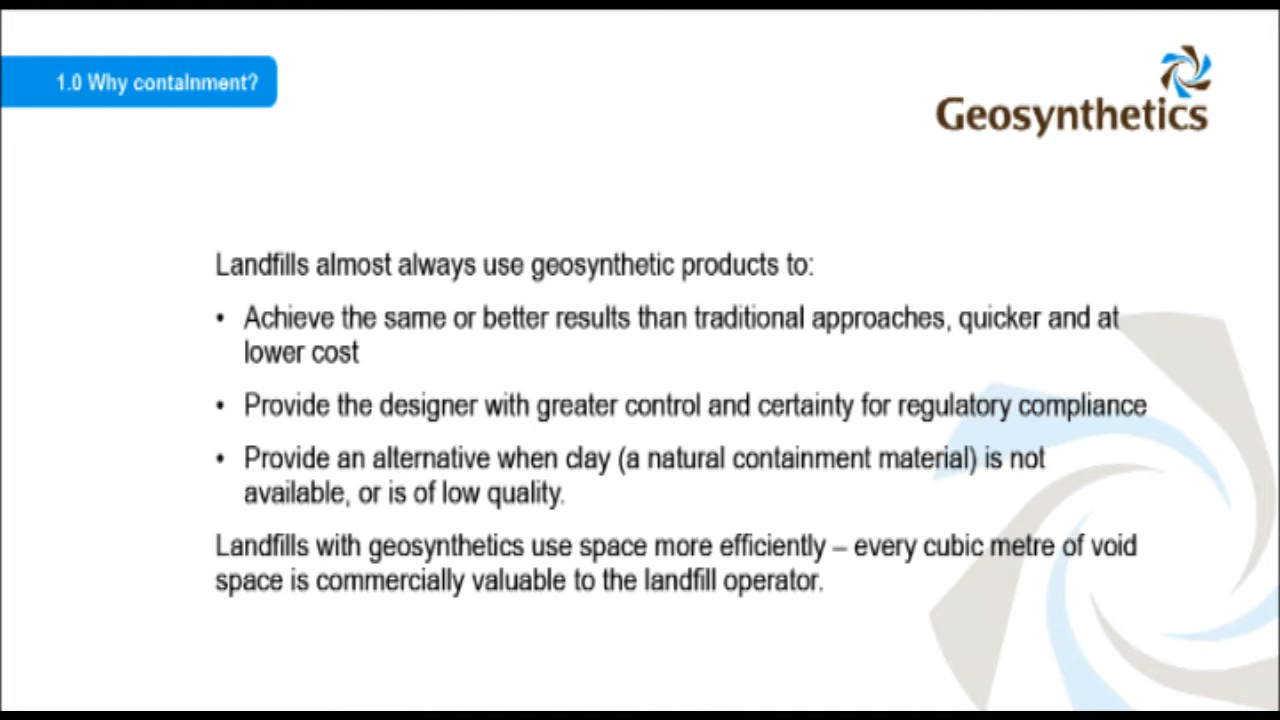 1.0 Why containment?
Geosynthetics
Landfills almost always use geosynthetic products to:
• Achieve the same or better results than traditional approaches, quicker and at
lower cost
• Provide the designer with greater control and certainty for regulatory compliance
• Provide an alternative when clay (a natural containment material) is not
available, or is of low quality.
Landfills with geosynthetics use space more efficiently – every cubic metre of void
space is commercially valuable to the landfill operator.